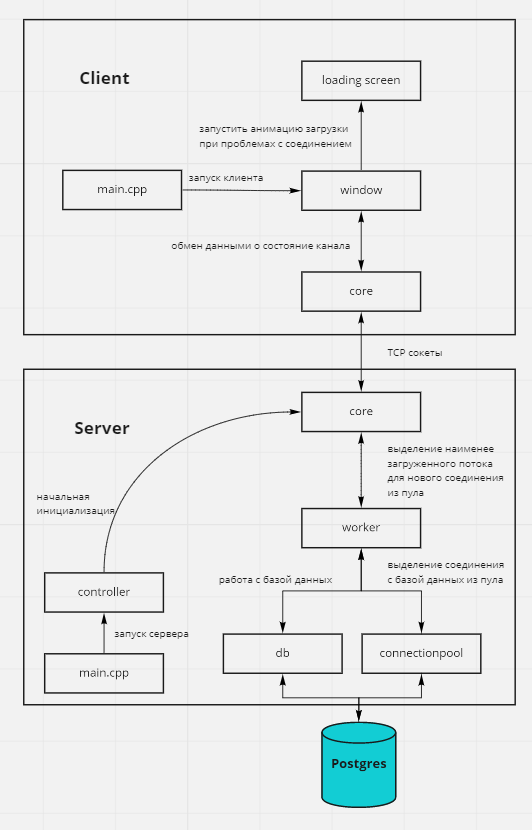 Client
loading screen
запустить анимацию загрузки
при проблемах с соединением
запуск клиента
main.cpp
window
обмен данными о состояние канала
core
TCP сокеты
core
Server
выделение наименее
загруженного потока
для нового соединения
из пула
начальная
инициализация
worker
выделение соединения
с базой данных из пула
работа с базой данных
controller
запуск сервера
db
connectionpool
main.cpp
Postgres